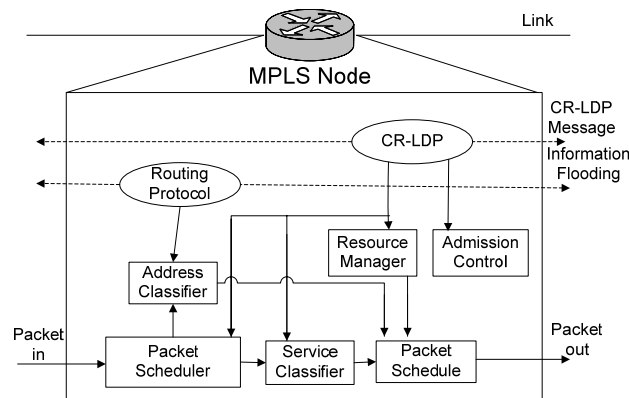 Link
MPLS Node
CR-LDP
Message
CR-LDP
Information
Flooding
Routing
Protocol
Resource
Manager
Admission
Control
Address
Classifier
Packet
in
Packet
Scheduler
Service
Classifier
Packet
Schedule
Packet
out